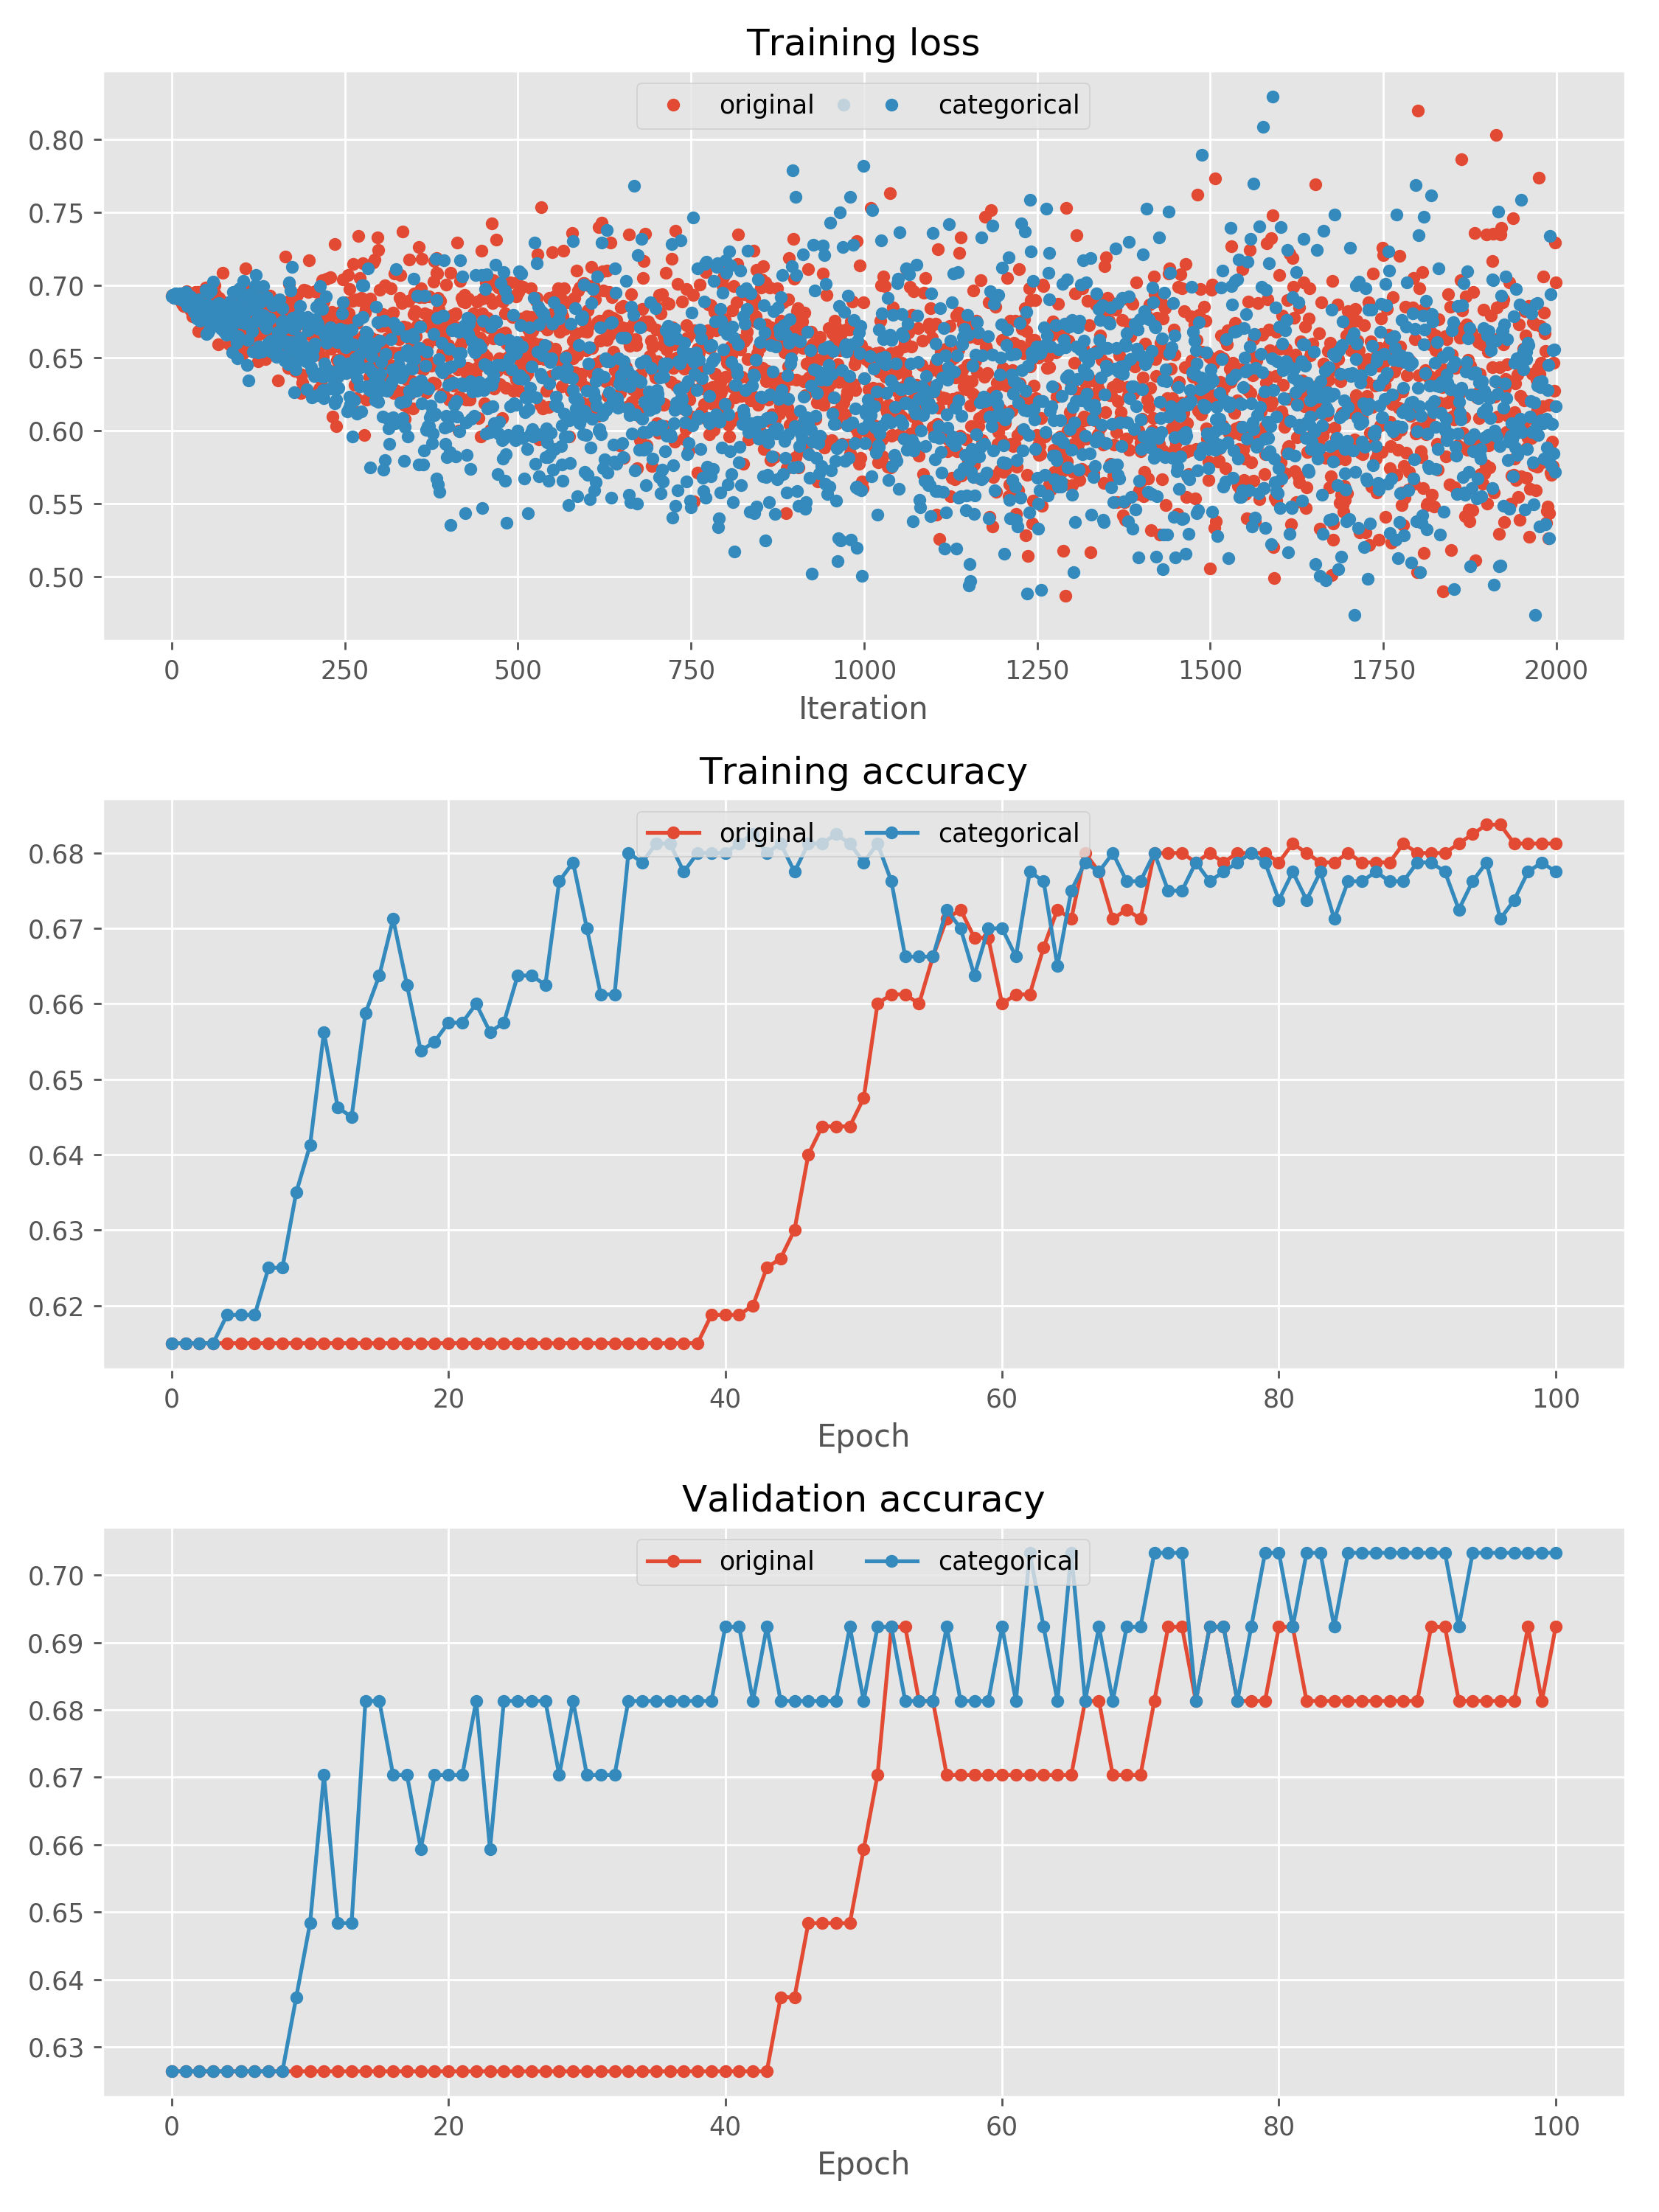 Training loss
original categorical
0.80
0.75
0.70
0.65
0.60
0.55
0.50
0 250 500 750 1000 1250 1500 1750 2000
Iteration
Training accuracy
original categorical
0.68
0.67
0.66
0.65
0.64
0.63
0.62
0 20 40 60 80 100
Epoch
Validation accuracy
original categorical
0.70
0.69
0.68
0.67
0.66
0.65
0.64
0.63
0 20 40 60 80 100
Epoch